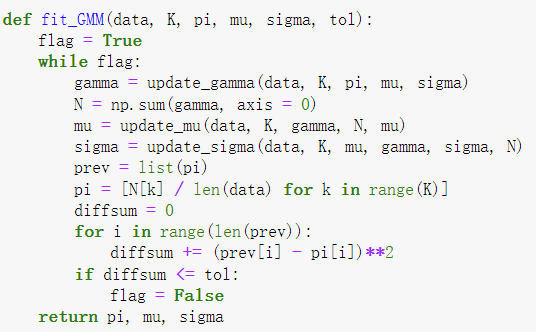 def fit_GMM(data, K, pi, mu, sigma, tol):
    flag = True
    while flag:
        gamma = update_gamma(data, K, pi, mu, sigma)
        N = np.sum(gamma, axis = 0)
        mu = update_mu(data, K, gamma, N, mu)
        sigma = update_sigma(data, K, mu, gamma, sigma, N)
        prev = list(pi)
        pi = [N[k] / len(data) for k in range(K)]
        diffsum = 0
        for i in range(len(prev)):
            diffsum += (prev[i] - pi[i])**2
        if diffsum <= tol:
            flag = False
    return pi, mu, sigma